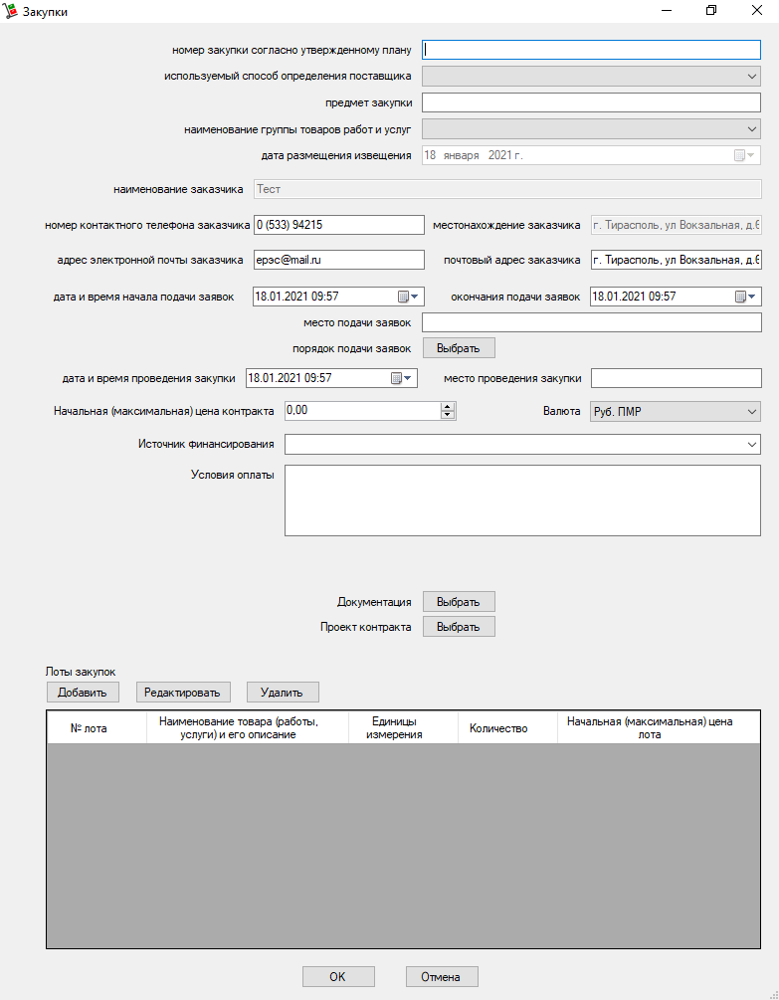 Закупки
номер закупки согласно утвержденному плану
используемый способ определения поставщика
предмет закупки
наименование группы товаров работ и услуг
дата размещения извещения 18 января 2021 г.
наименование заказчика Тест
номер контактного телефона заказчика 0 (533) 94215 местонахождение заказчика г. Тирасполь, ул Вокзальная, д.6
адрес электронной почты заказчика ерэс@mail.ru почтовый адрес заказчика г. Тирасполь, ул Вокзальная, д.6
дата и время начала подачи заявок 18.01.2021 09:57 окончания подачи заявок 18.01.2021 09:57
место подачи заявок
порядок подачи заявок Выбрать
дата и время проведения закупки 18.01.2021 09:57 место проведения закупки
Начальная (максимальная) цена контракта 0,00 Валюта Руб. ПМР
Источник финансирования
Условия оплаты
Документация Выбрать
Проект контракта Выбрать
Лоты закупок
Добавить Редактировать Удалить
№ лота Наименование товара (работы, услуги) и его описание Единицы измерения Количество Начальная (максимальная) цена лота
OK Отмена